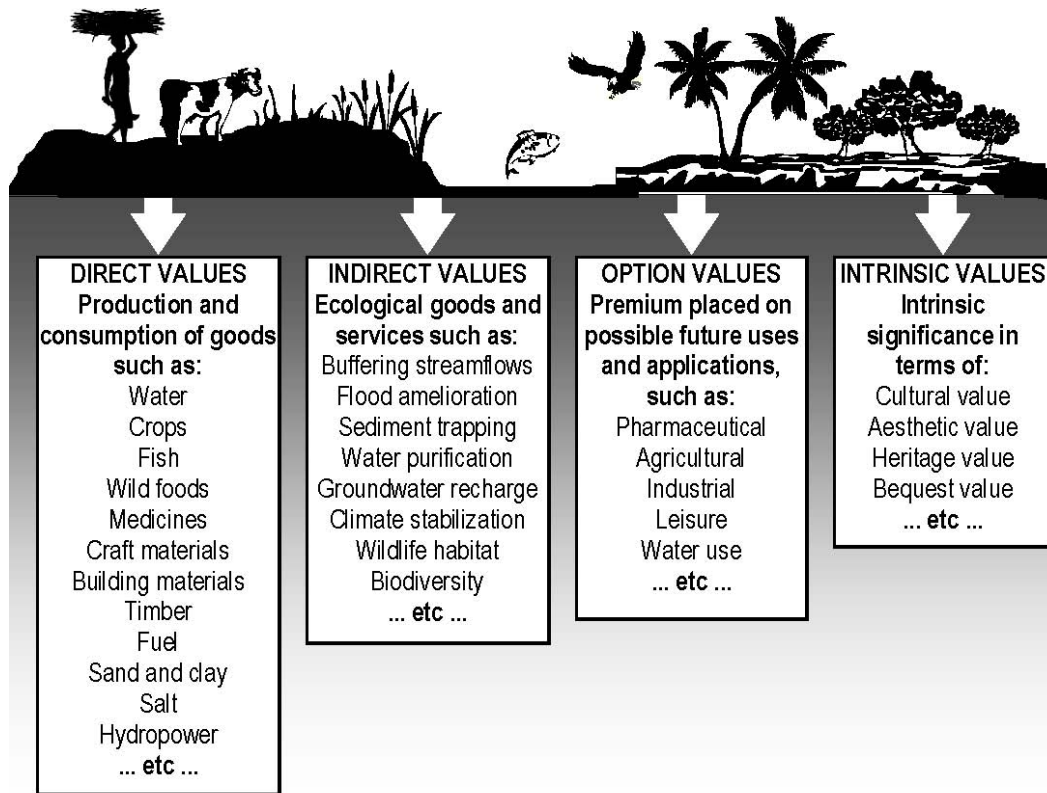 DIRECT VALUES
Production and
consumption of goods
such as:
Water
Crops
Fish
Wild foods
Medicines
Craft materials
Building materials
Timber
Fuel
Sand and clay
Salt
Hydropower
... etc ...
INDIRECT VALUES
Ecological goods and
services such as:
Buffering streamflows
Flood amelioration
Sediment trapping
Water purification
Groundwater recharge
Climate stabilization
Wildlife habitat
Biodiversity
... etc ...
OPTION VALUES
Premium placed on
possible future uses
and applications,
such as:
Pharmaceutical
Agricultural
Industrial
Leisure
Water use
... etc ...
INTRINSIC VALUES
Intrinsic
significance in
terms of:
Cultural value
Aesthetic value
Heritage value
Bequest value
... etc ...